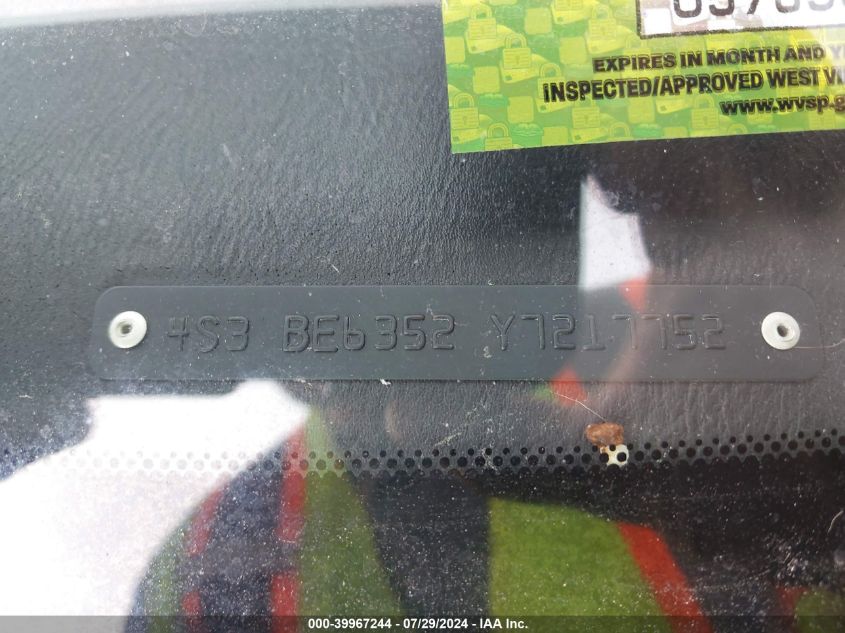 EXPIRES IN MONTH AND
INSPECTED/APPROVED WEST
www.wvsp.g
4S3 BE6352 Y7217752
000-39967244 / 07/29/2024 - IAA Inc.